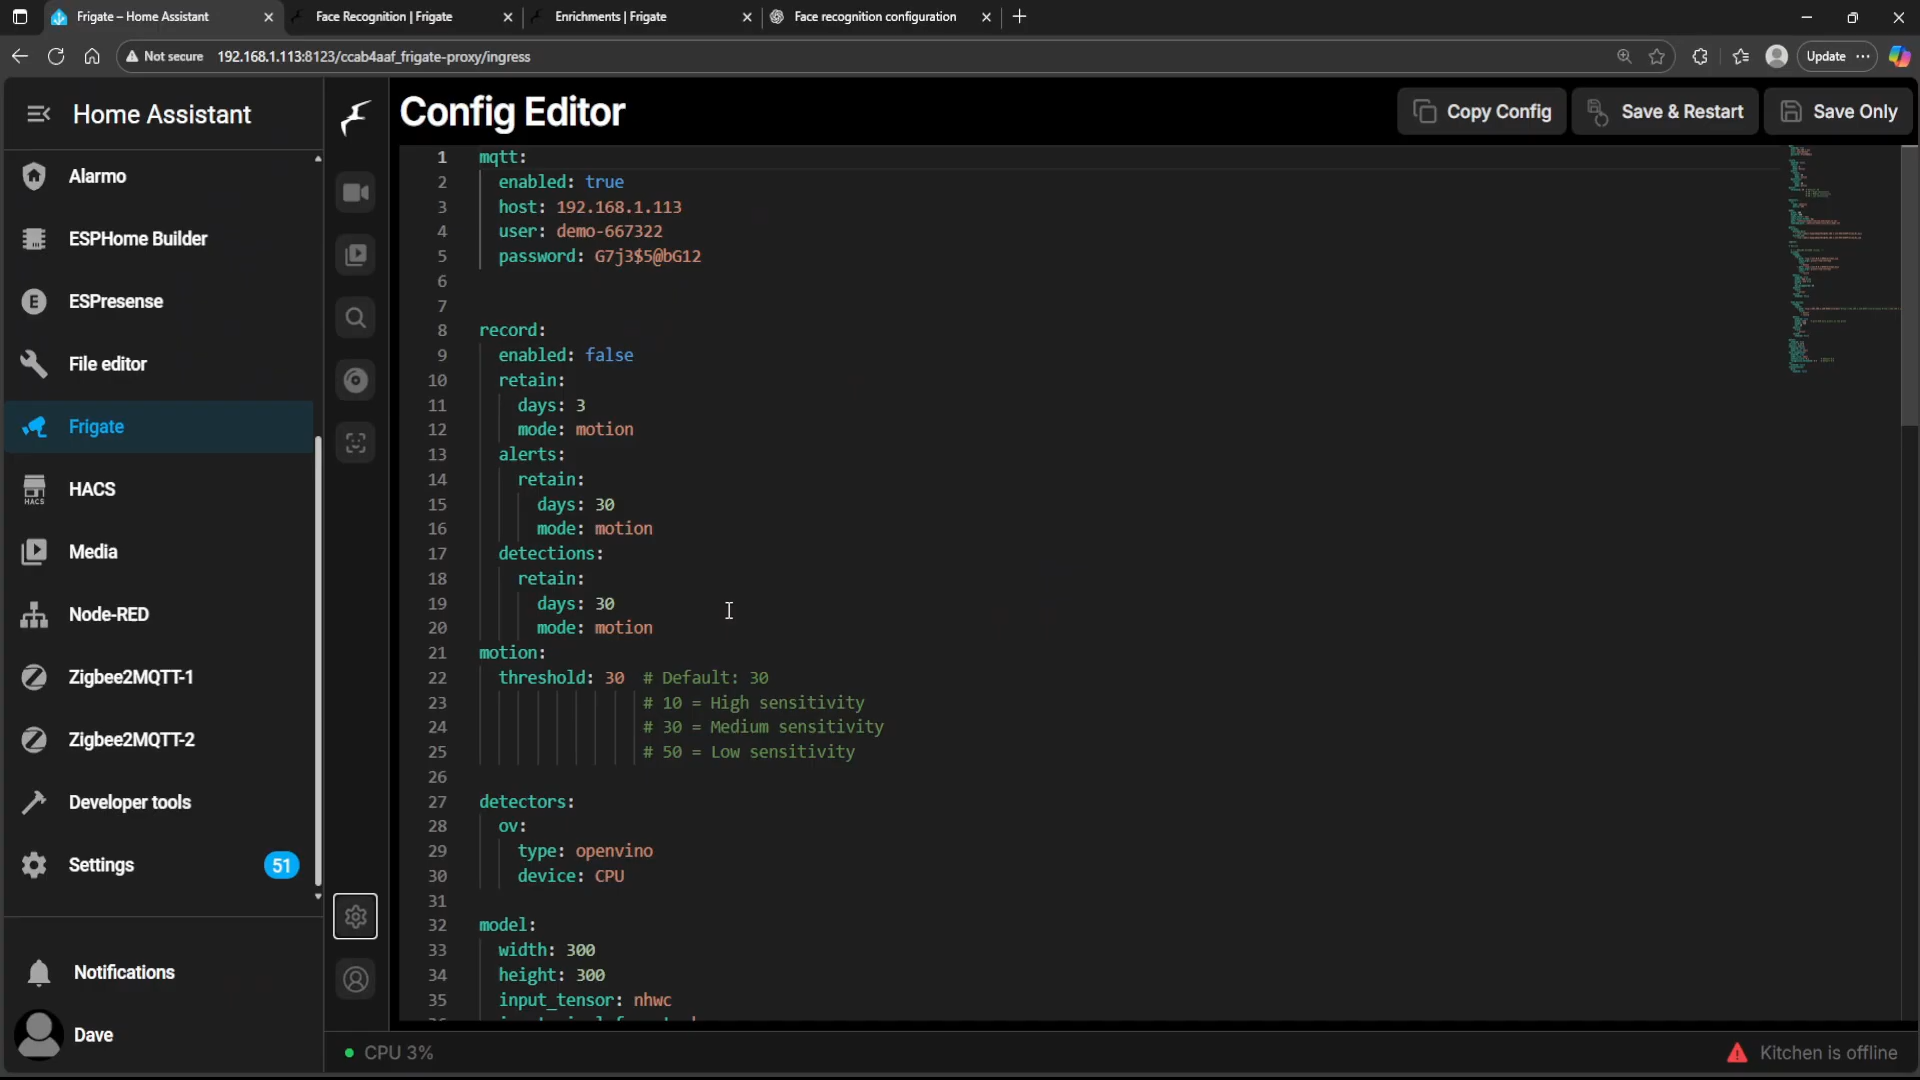 Frigate – Home Assistant
Face Recognition | Frigate
Enrichments | Frigate
Face recognition configuration
Not secure
192.168.1.113:8123/ccab4aaf_frigate-proxy/ingress
Update
Home Assistant
Alarmo
ESPHome Builder
ESPresense
File editor
Frigate
HACS
Media
Node-RED
Zigbee2MQTT-1
Zigbee2MQTT-2
Developer tools
Settings
51
Notifications
Dave
Config Editor
Copy Config
Save & Restart
Save Only
1 mqtt:
2 enabled: true
3 host: 192.168.1.113
4 user: demo-667322
5 password: G7j3$5@bG12
6
7
8 record:
9 enabled: false
10 retain:
11 days: 3
12 mode: motion
13 alerts:
14 retain:
15 days: 30
16 mode: motion
17 detections:
18 retain:
19 days: 30
20 mode: motion
21 motion:
22 threshold: 30 # Default: 30
23 # 10 = High sensitivity
24 # 30 = Medium sensitivity
25 # 50 = Low sensitivity
26
27 detectors:
28 ov:
29 type: openvino
30 device: CPU
31
32 model:
33 width: 300
34 height: 300
35 input_tensor: nhwc
CPU 3%
Kitchen is offline